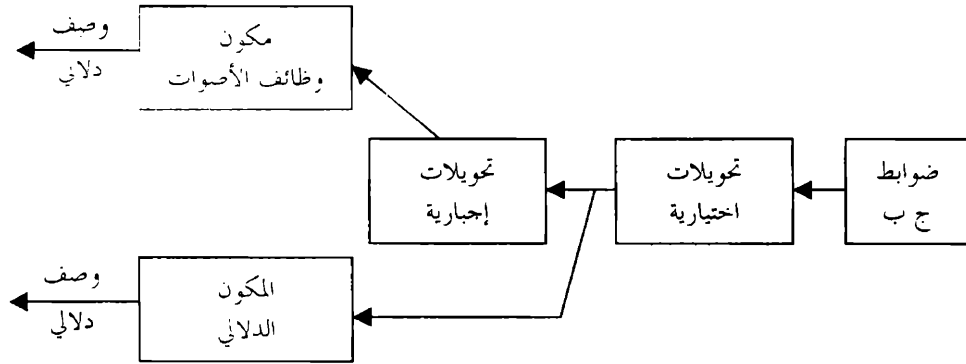 وصف
دلالي
مكون
وظائف الأصوات
ضوابط
ج ب
تحويلات
اختيارية
تحويلات
إجبارية
المكون
الدلالي
وصف
دلالي